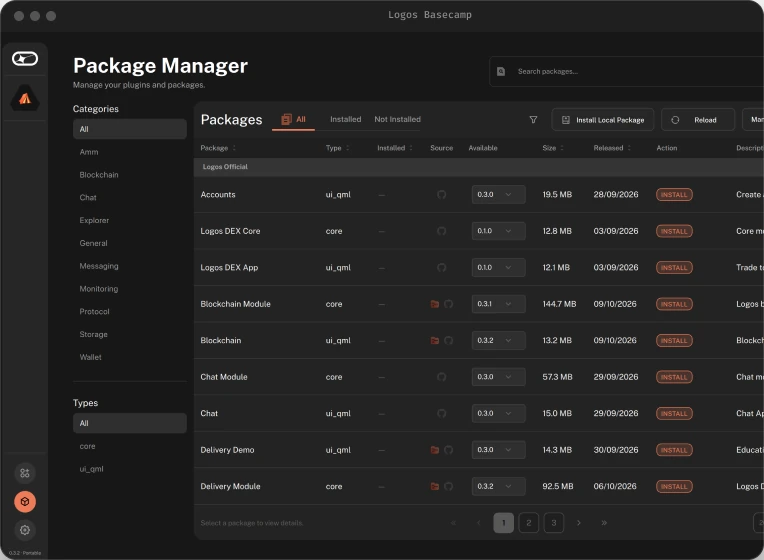 Logos Basecamp
Package Manager
Manage your plugins and packages.
Search packages...
Categories
All
Amm
Blockchain
Chat
Explorer
General
Messaging
Monitoring
Protocol
Storage
Wallet
Types
All
core
ui_qml
Packages All Installed Not Installed Install Local Package Reload
Package Type Installed Source Available Size Released Action
Logos Official
Accounts ui_qml — 0.3.0 19.5 MB 28/09/2026 INSTALL Create
Logos DEX Core core — 0.1.0 12.8 MB 03/09/2026 INSTALL Core
Logos DEX App ui_qml — 0.1.0 12.1 MB 03/09/2026 INSTALL Trade
Blockchain Module core — 0.3.1 144.7 MB 09/10/2026 INSTALL Logos
Blockchain ui_qml — 0.3.2 13.2 MB 09/10/2026 INSTALL
Chat Module core — 0.3.0 57.3 MB 29/09/2026 INSTALL Chat
Chat ui_qml — 0.3.0 15.0 MB 29/09/2026 INSTALL Chat
Delivery Demo ui_qml — 0.3.0 14.3 MB 30/09/2026 INSTALL
Delivery Module core — 0.3.2 92.5 MB 06/10/2026 INSTALL Logos
Select a package to view details. « ‹ 1 2 3 › »
0.3.2 · Portable